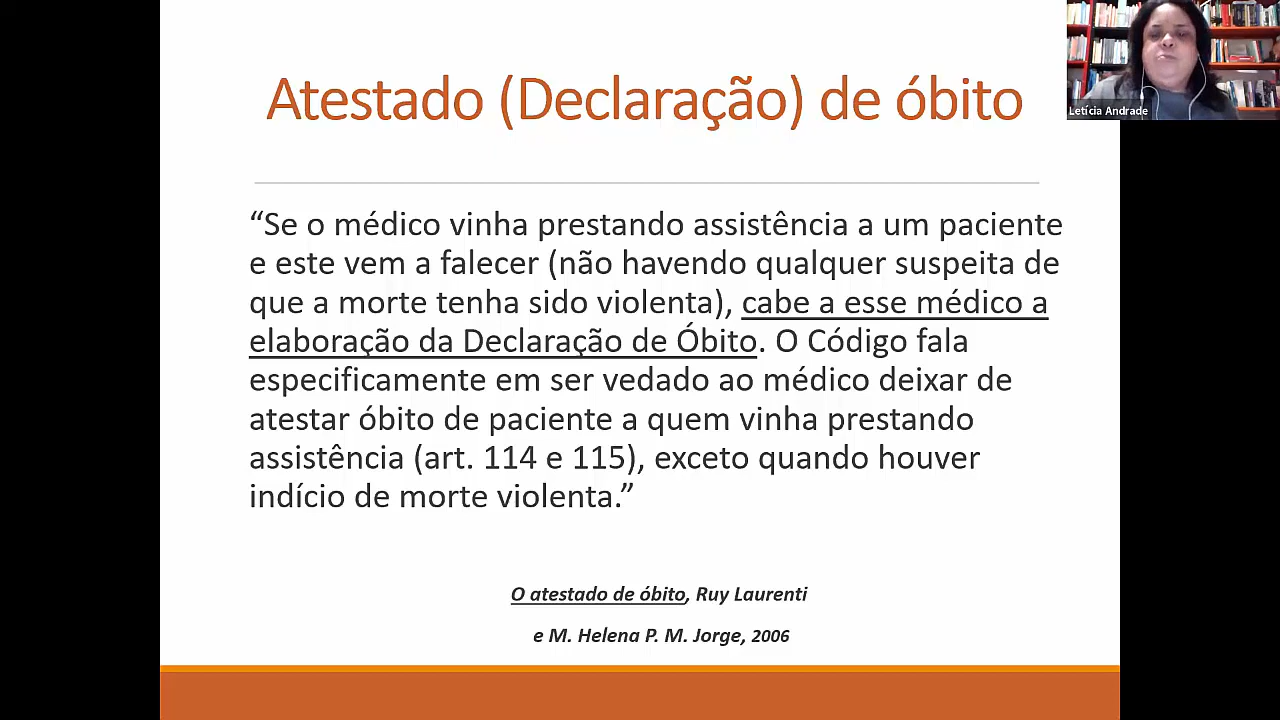 Atestado (Declaração) de óbito
Letícia Andrade
“Se o médico vinha prestando assistência a um paciente
e este vem a falecer (não havendo qualquer suspeita de
que a morte tenha sido violenta), cabe a esse médico a
elaboração da Declaração de Óbito. O Código fala
especificamente em ser vedado ao médico deixar de
atestar óbito de paciente a quem vinha prestando
assistência (art. 114 e 115), exceto quando houver
indício de morte violenta.”
O atestado de óbito, Ruy Laurenti
e M. Helena P. M. Jorge, 2006